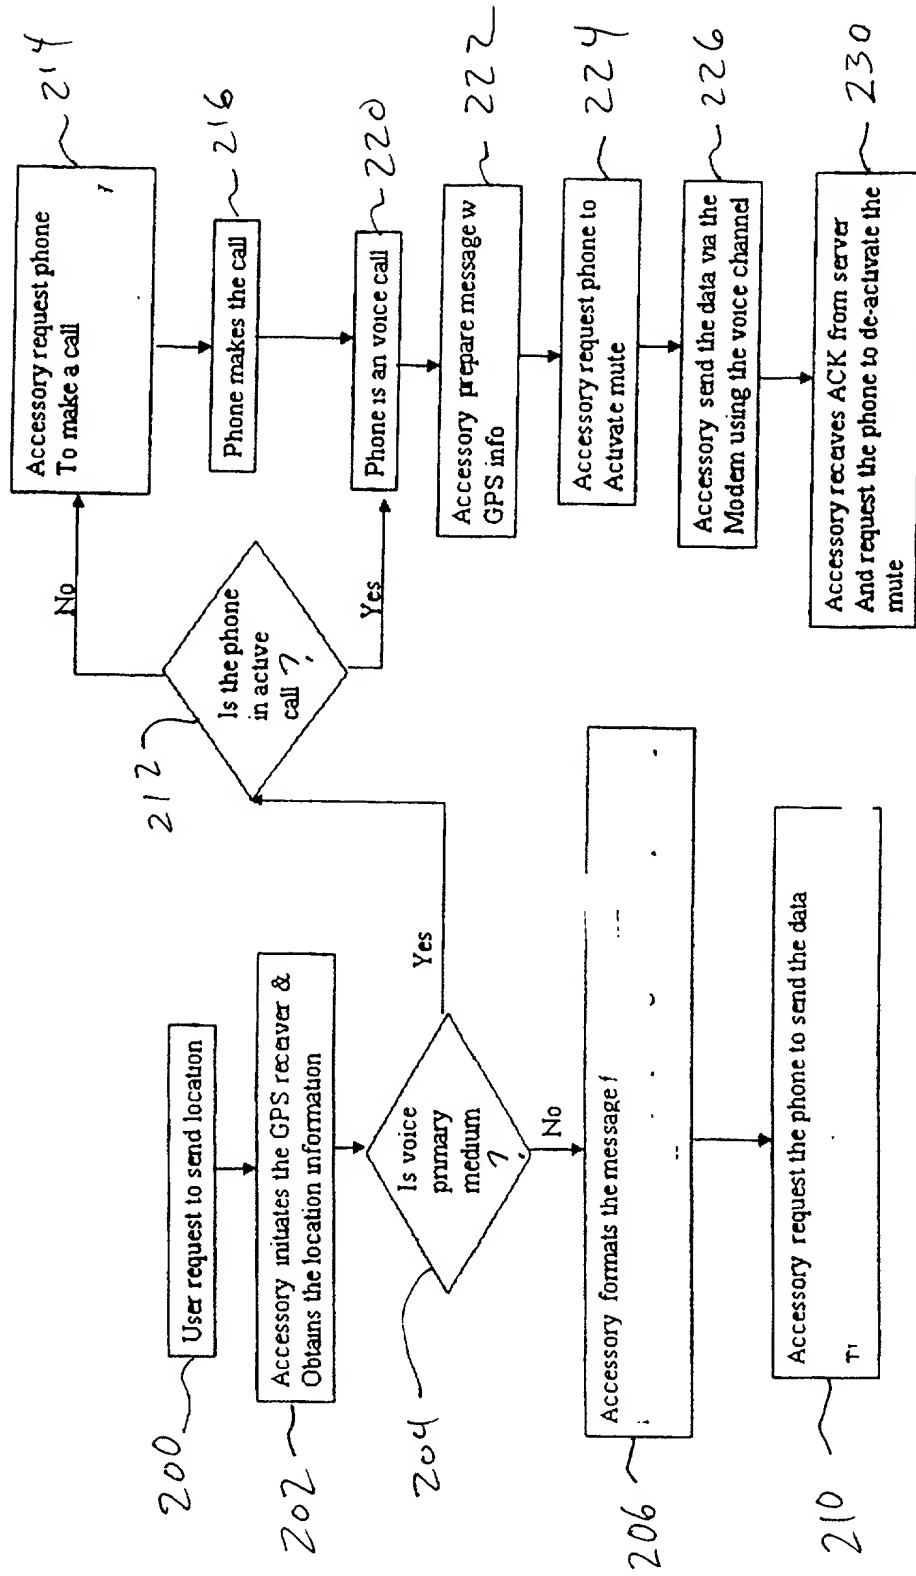 200
User request to send location
202
Accessory initiates the GPS receiver &
Obtains the location information
204
Is voice
primary
medium
?
No
Yes
206
Accessory formats the message
210
Accessory request the phone to send the data
212
Is the phone
in active
call ?
No
Yes
Accessory request phone
To make a call
214
Phone makes the call
216
Phone is an voice call
220
Accessory prepare message w
GPS info
222
Accessory request phone to
Activate mute
224
Accessory send the data via the
Modem using the voice channel
226
Accessory receives ACK from server
And request the phone to de-activate the
mute
230